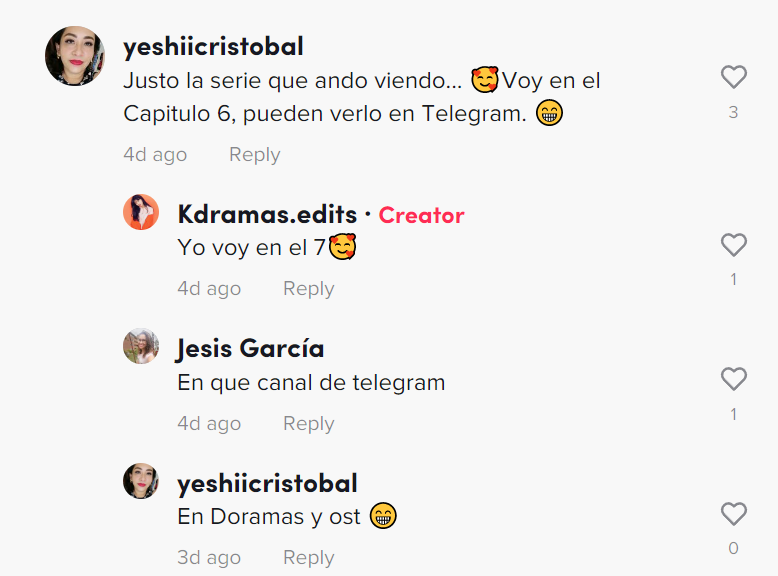 yeshiicristobal
Justo la serie que ando viendo... 🥰Voy en el
Capitulo 6, pueden verlo en Telegram. 😁
3
4d ago Reply
Kdramas.edits · Creator
Yo voy en el 7🥰
1
4d ago Reply
Jesis García
En que canal de telegram
1
4d ago Reply
yeshiicristobal
En Doramas y ost 😁
0
3d ago Reply